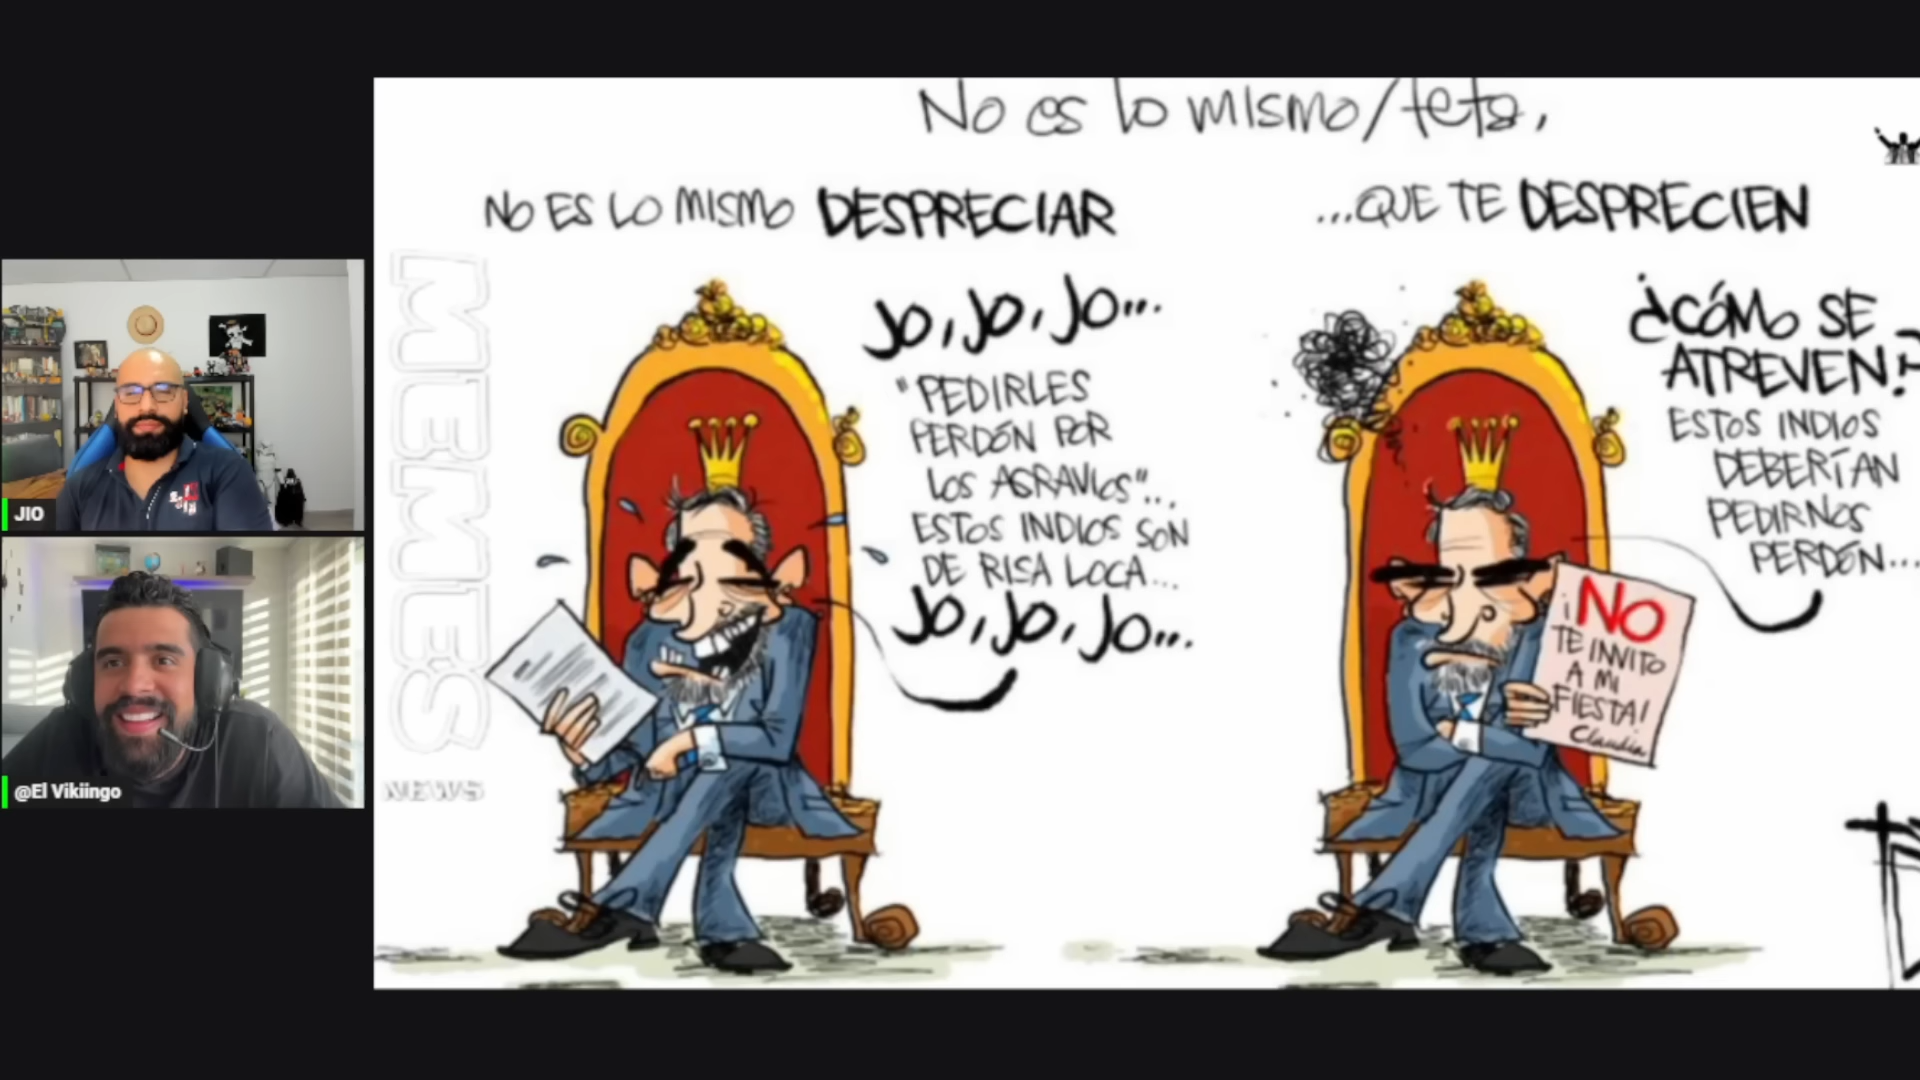 No es lo mismo/teta,
NO ES LO MISMO DESPRECIAR
JO, JO, JO...
"PEDIRLES
PERDÓN POR
LOS AGRAVIOS"...
ESTOS INDIOS SON
DE RISA LOCA...
JO, JO, JO...
...QUE TE DESPRECIEN
¿CÓMO SE
ATREVEN!?
ESTOS INDIOS
DEBERÍAN
PEDIRNOS
PERDÓN...
¡NO
TE INVITO
A MI
FIESTA!
Claudia
MEMES
NEWS
JIO
@El Vikiingo